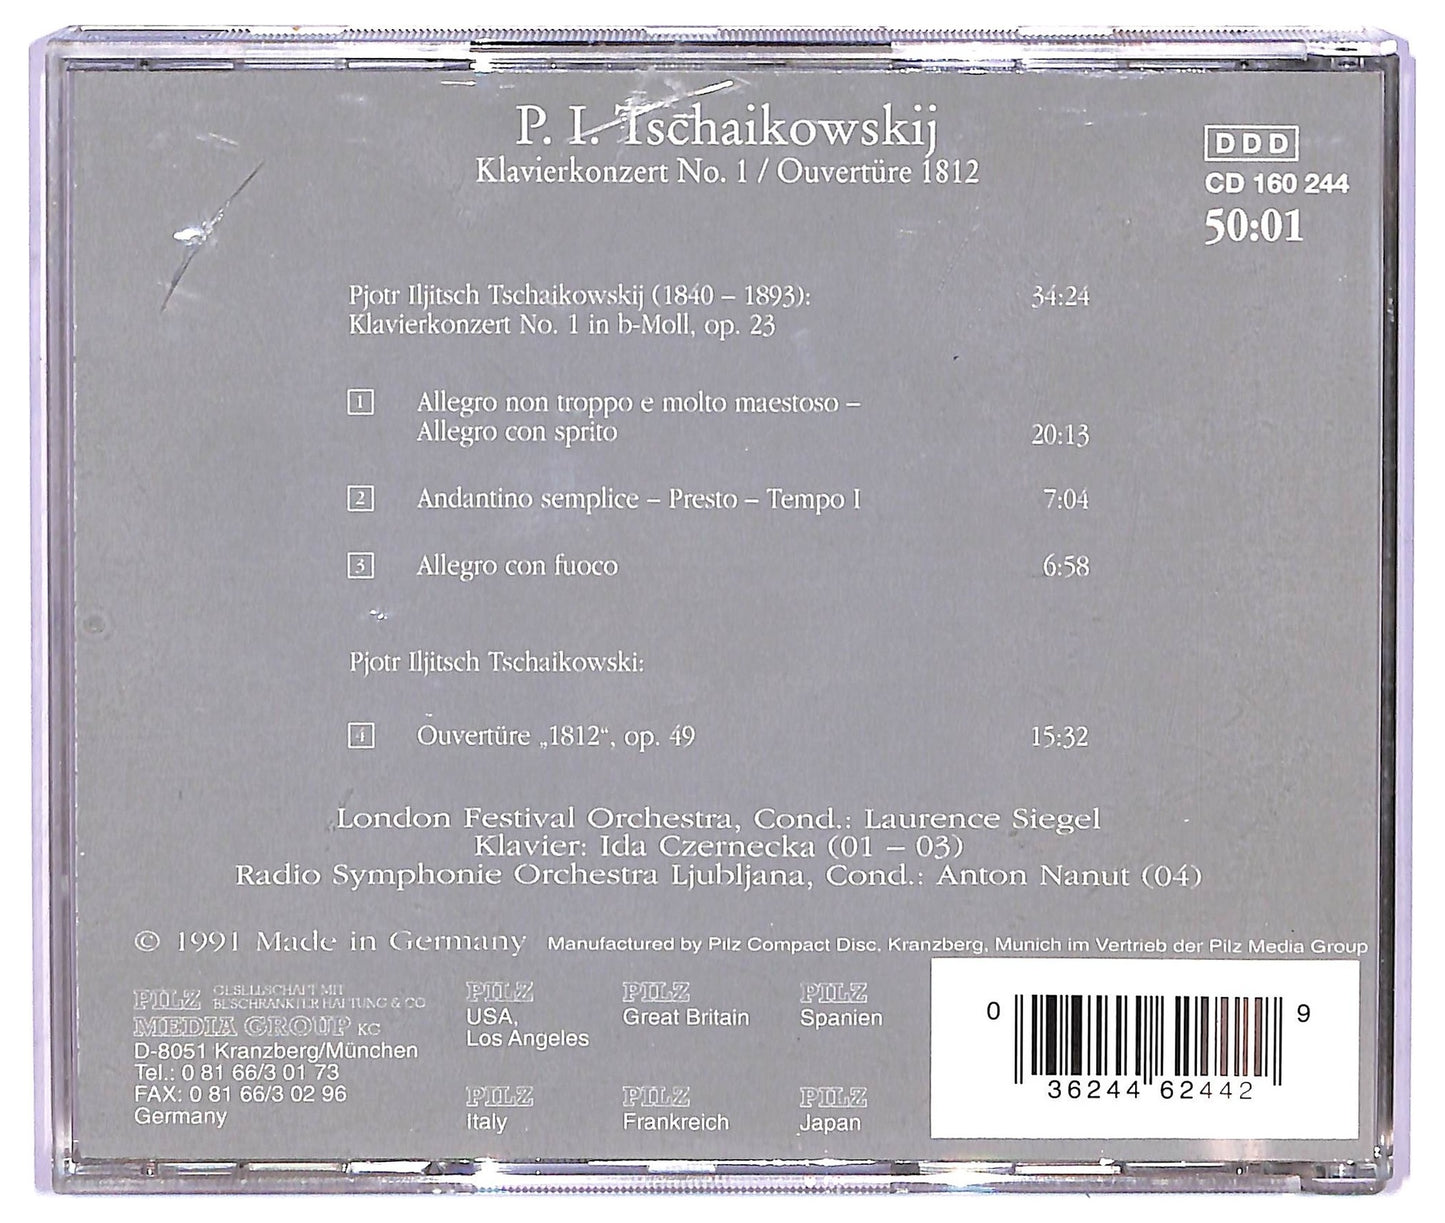 P. I. Tschaikowskij
Klavierkonzert No. 1 / Ouvertüre 1812
DDD
CD 160 244
50:01
Pjotr Iljitsch Tschaikowskij (1840 – 1893): 34:24
Klavierkonzert No. 1 in b-Moll, op. 23
1 Allegro non troppo e molto maestoso –
Allegro con sprito 20:13
2 Andantino semplice – Presto – Tempo I 7:04
3 Allegro con fuoco 6:58
Pjotr Iljitsch Tschaikowski:
4 Ouvertüre „1812“, op. 49 15:32
London Festival Orchestra, Cond.: Laurence Siegel
Klavier: Ida Czernecka (01 – 03)
Radio Symphonie Orchestra Ljubljana, Cond.: Anton Nanut (04)
© 1991 Made in Germany Manufactured by Pilz Compact Disc, Kranzberg, Munich im Vertrieb der Pilz Media Group
PILZ GESELLSCHAFT MIT
BESCHRÄNKTER HAFTUNG & CO
MEDIA GROUP KG
D-8051 Kranzberg/München
Tel.: 0 81 66/3 01 73
FAX: 0 81 66/3 02 96
Germany
PILZ
USA,
Los Angeles
PILZ
Great Britain
PILZ
Spanien
PILZ
Italy
PILZ
Frankreich
PILZ
Japan
0 36244 62442 9